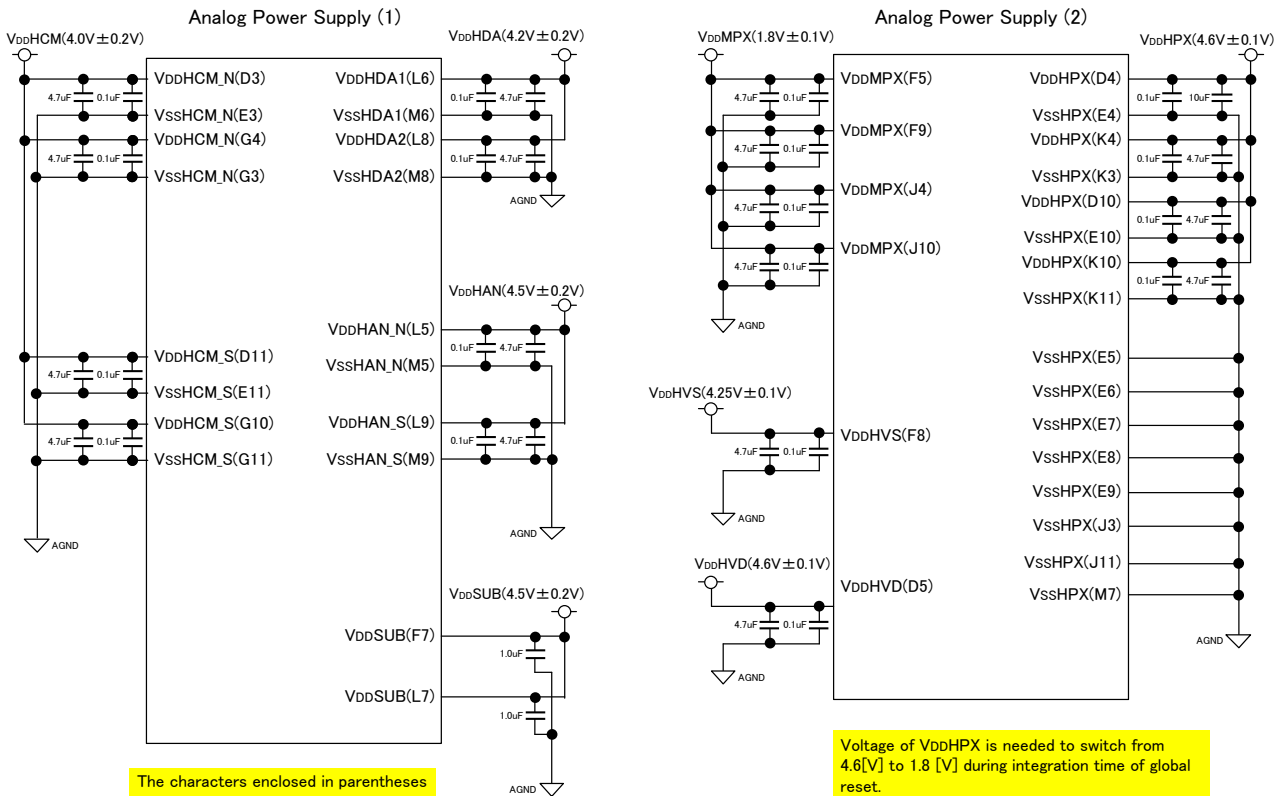 Analog Power Supply (1)
VDDHCM(4.0V±0.2V)
VDDHDA(4.2V±0.2V)
VDDHCM_N(D3)
VDDHDA1(L6)
4.7uF
0.1uF
0.1uF
4.7uF
VSSHCM_N(E3)
VSSHDA1(M6)
VDDHCM_N(G4)
VDDHDA2(L8)
4.7uF
0.1uF
0.1uF
4.7uF
VSSHCM_N(G3)
VSSHDA2(M8)
AGND
VDDHAN(4.5V±0.2V)
VDDHAN_N(L5)
0.1uF
4.7uF
VDDHCM_S(D11)
VSSHAN_N(M5)
4.7uF
0.1uF
VSSHCM_S(E11)
VDDHCM_S(G10)
VDDHAN_S(L9)
4.7uF
0.1uF
0.1uF
4.7uF
VSSHCM_S(G11)
VSSHAN_S(M9)
AGND
AGND
VDDSUB(4.5V±0.2V)
VDDSUB(F7)
1.0uF
VDDSUB(L7)
1.0uF
AGND
The characters enclosed in parentheses
Analog Power Supply (2)
VDDMPX(1.8V±0.1V)
VDDHPX(4.6V±0.1V)
VDDMPX(F5)
VDDHPX(D4)
4.7uF
0.1uF
0.1uF
10uF
VSSHPX(E4)
VDDMPX(F9)
VDDHPX(K4)
4.7uF
0.1uF
0.1uF
4.7uF
VSSHPX(K3)
VDDMPX(J4)
VDDHPX(D10)
4.7uF
0.1uF
0.1uF
4.7uF
VSSHPX(E10)
VDDMPX(J10)
VDDHPX(K10)
4.7uF
0.1uF
0.1uF
4.7uF
VSSHPX(K11)
AGND
VSSHPX(E5)
VDDHVS(4.25V±0.1V)
VSSHPX(E6)
VDDHVS(F8)
VSSHPX(E7)
4.7uF
0.1uF
VSSHPX(E8)
VSSHPX(E9)
AGND
VSSHPX(J3)
VDDHVD(4.6V±0.1V)
VSSHPX(J11)
VDDHVD(D5)
VSSHPX(M7)
4.7uF
0.1uF
AGND
AGND
Voltage of VDDHPX is needed to switch from
4.6[V] to 1.8 [V] during integration time of global
reset.